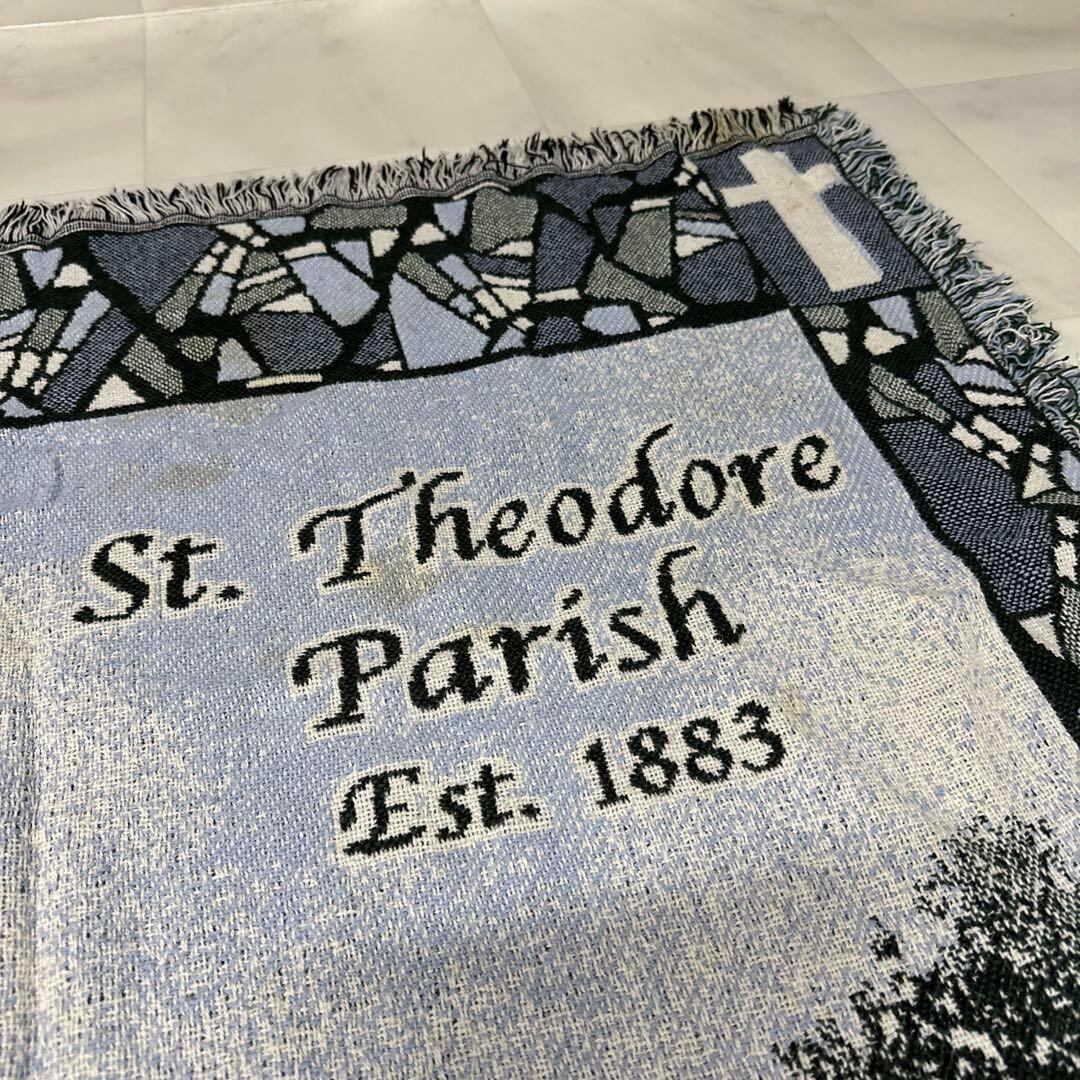 St. Theodore
Parish
Est. 1883